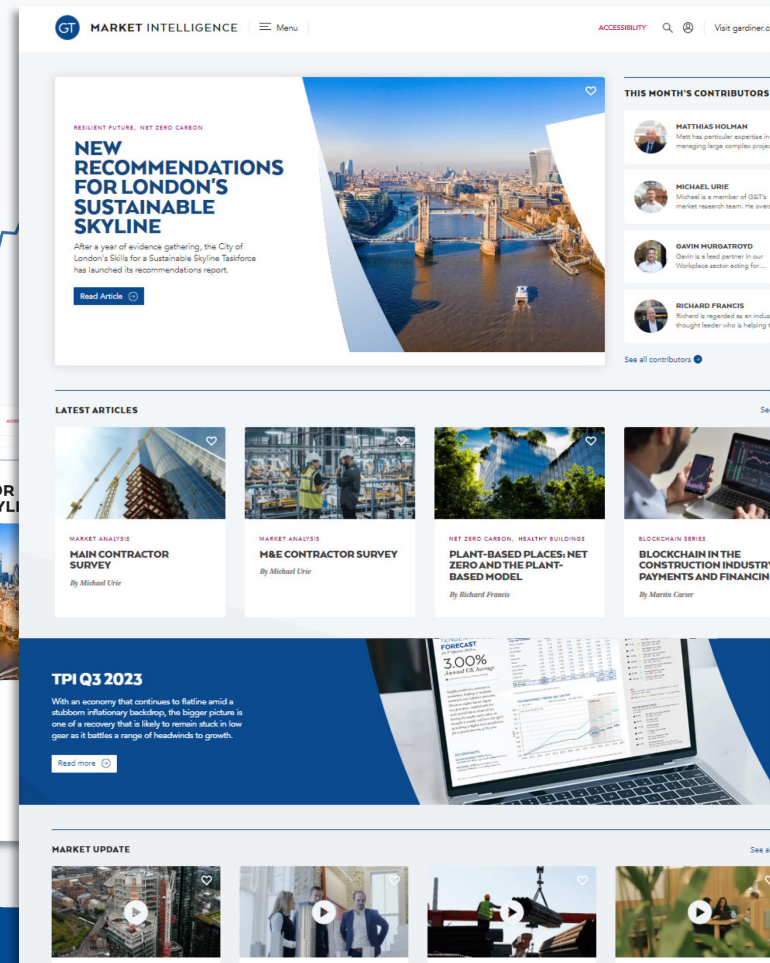 GT MARKET INTELLIGENCE Menu ACCESSIBILITY Visit gardiner.c
RESILIENT FUTURE, NET ZERO CARBON
NEW
RECOMMENDATIONS
FOR LONDON'S
SUSTAINABLE
SKYLINE
After a year of evidence gathering, the City of
London's Skills for a Sustainable Skyline Taskforce
has launched its recommendations report.
Read Article
THIS MONTH'S CONTRIBUTORS
MATTHIAS HOLMAN
Matt has particular expertise in
managing large complex projec
MICHAEL URIE
Micheal is a member of G&T's
market research team. He overs
GAVIN MURGATROYD
Gavin is a lead partner in our
Workplace sector acting for...
RICHARD FRANCIS
Richard is regarded as an indus
thought leader who is helping t
See all contributors
LATEST ARTICLES
MARKET ANALYSIS
MAIN CONTRACTOR
SURVEY
By Michael Urie
MARKET ANALYSIS
M&E CONTRACTOR SURVEY
By Michael Urie
NET ZERO CARBON, HEALTHY BUILDINGS
PLANT-BASED PLACES: NET
ZERO AND THE PLANT-
BASED MODEL
By Richard Francis
BLOCKCHAIN SERIES
BLOCKCHAIN IN THE
CONSTRUCTION INDUSTRY
PAYMENTS AND FINANCIN
By Martin Carter
TPI Q3 2023
With an economy that continues to flatline amid a
stubborn inflationary backdrop, the bigger picture is
one of a recovery that is likely to remain stuck in low
gear as it battles a range of headwinds to growth.
Read more
FORECAST
3.00%
Annual UK Average
MARKET UPDATE
See al